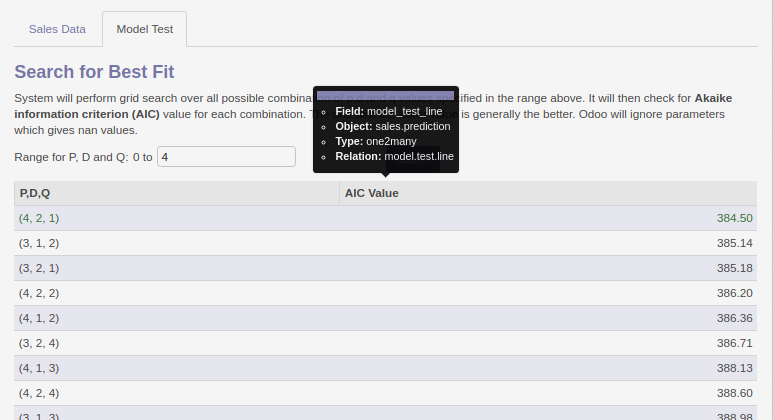 Sales Data Model Test
Search for Best Fit
System will perform grid search over all possible combina fied in the range above. It will then check for Akaike
information criterion (AIC) value for each combination. is generally the better. Odoo will ignore parameters
which gives nan values.
Field: model_test_line
Object: sales.prediction
Type: one2many
Relation: model.test.line
Range for P, D and Q: 0 to 4
P,D,Q AIC Value
(4, 2, 1) 384.50
(3, 1, 2) 385.14
(3, 2, 1) 385.18
(4, 2, 2) 386.20
(4, 1, 2) 386.36
(3, 2, 4) 386.71
(4, 1, 3) 388.13
(4, 2, 4) 388.60
(3, 1, 3) 388.98